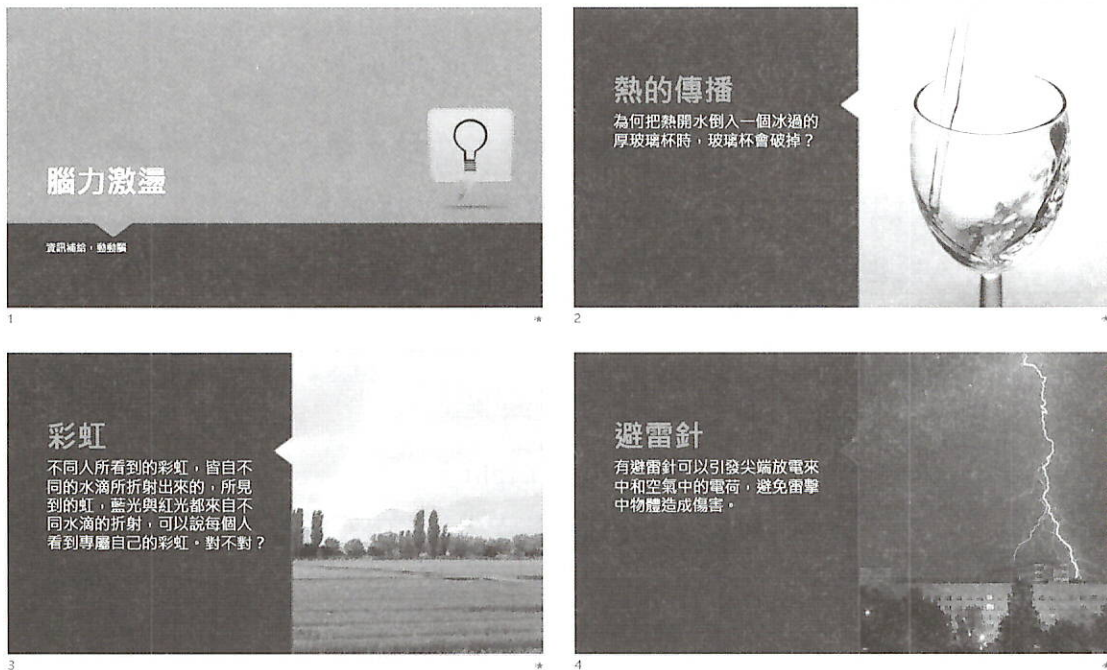 腦力激盪
資訊補給，動動腦
1
熱的傳播
為何把熱開水倒入一個冰過的
厚玻璃杯時，玻璃杯會破掉？
2
彩虹
不同人所看到的彩虹，皆自不
同的水滴所折射出來的，所見
到的虹，藍光與紅光都來自不
同水滴的折射，可以說每個人
看到專屬自己的彩虹。對不對？
3
避雷針
有避雷針可以引發尖端放電來
中和空氣中的電荷，避免雷擊
中物體造成傷害。
4